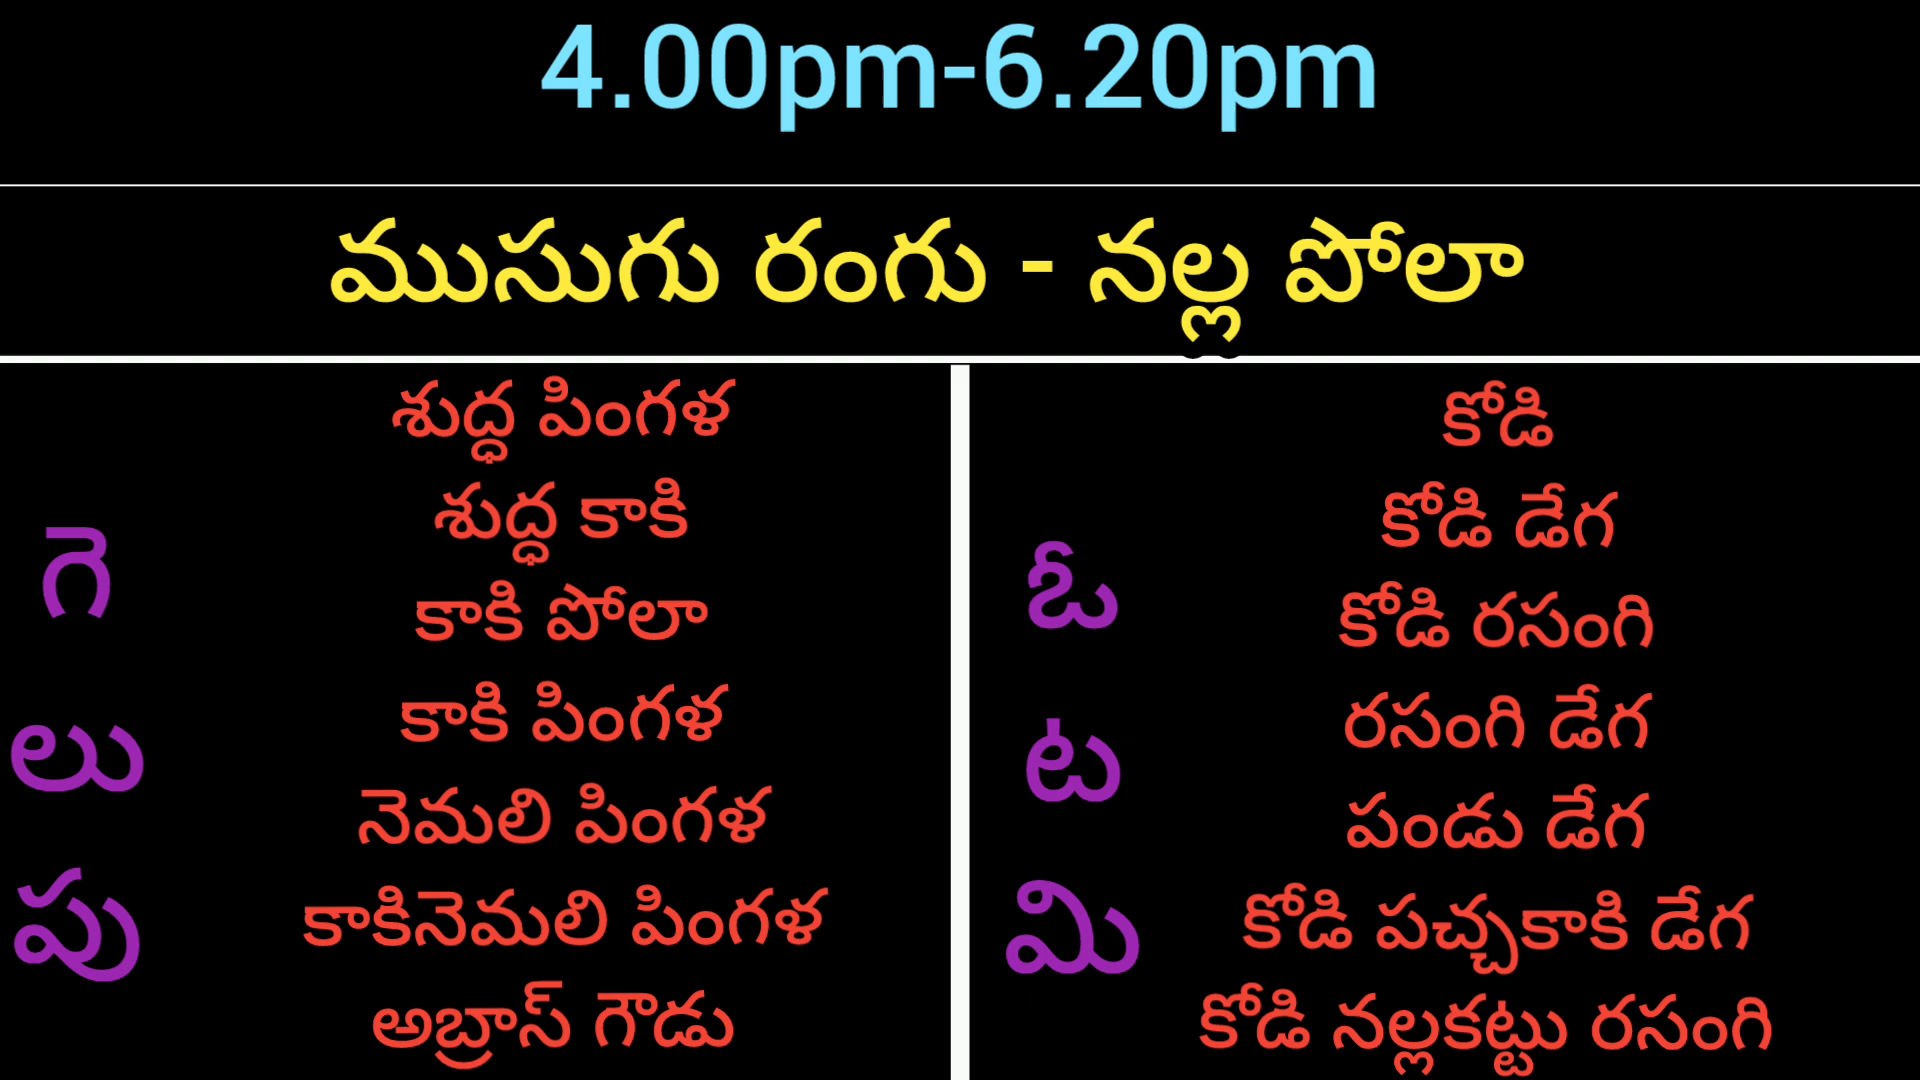 4.00pm-6.20pm
ముసుగు రంగు - నల్ల పోలా
గెలుపు
శుద్ధ పింగళ
శుద్ధ కాకి
కాకి పోలా
కాకి పింగళ
నెమలి పింగళ
కాకినెమలి పింగళ
అబ్రాస్ గౌడు
ఓటమి
కోడి
కోడి డేగ
కోడి రసంగి
రసంగి డేగ
పండు డేగ
కోడి పచ్చకాకి డేగ
కోడి నల్లకట్టు రసంగి